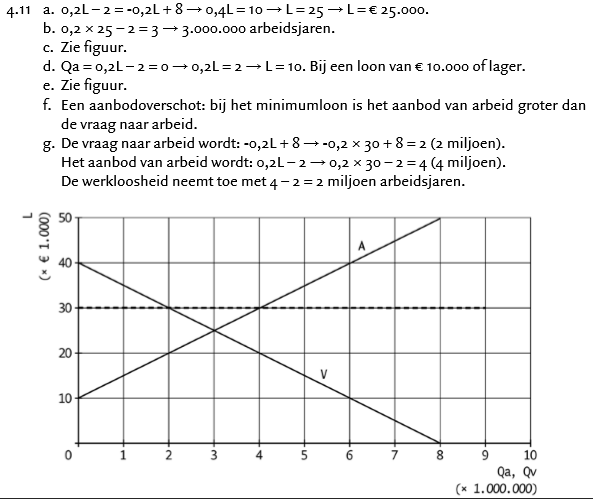 4.11 a. 0,2L – 2 = -0,2L + 8 → 0,4L = 10 → L = 25 → L = € 25.000.
b. 0,2 × 25 – 2 = 3 → 3.000.000 arbeidsjaren.
c. Zie figuur.
d. Qa = 0,2L – 2 = 0 → 0,2L = 2 → L = 10. Bij een loon van € 10.000 of lager.
e. Zie figuur.
f. Een aanbodoverschot: bij het minimumloon is het aanbod van arbeid groter dan
de vraag naar arbeid.
g. De vraag naar arbeid wordt: -0,2L + 8 → -0,2 × 30 + 8 = 2 (2 miljoen).
Het aanbod van arbeid wordt: 0,2L – 2 → 0,2 × 30 – 2 = 4 (4 miljoen).
De werkloosheid neemt toe met 4 – 2 = 2 miljoen arbeidsjaren.
L
(× € 1.000)
50
A
40
30
20
V
10
0 1 2 3 4 5 6 7 8 9 10
Qa, Qv
(× 1.000.000)